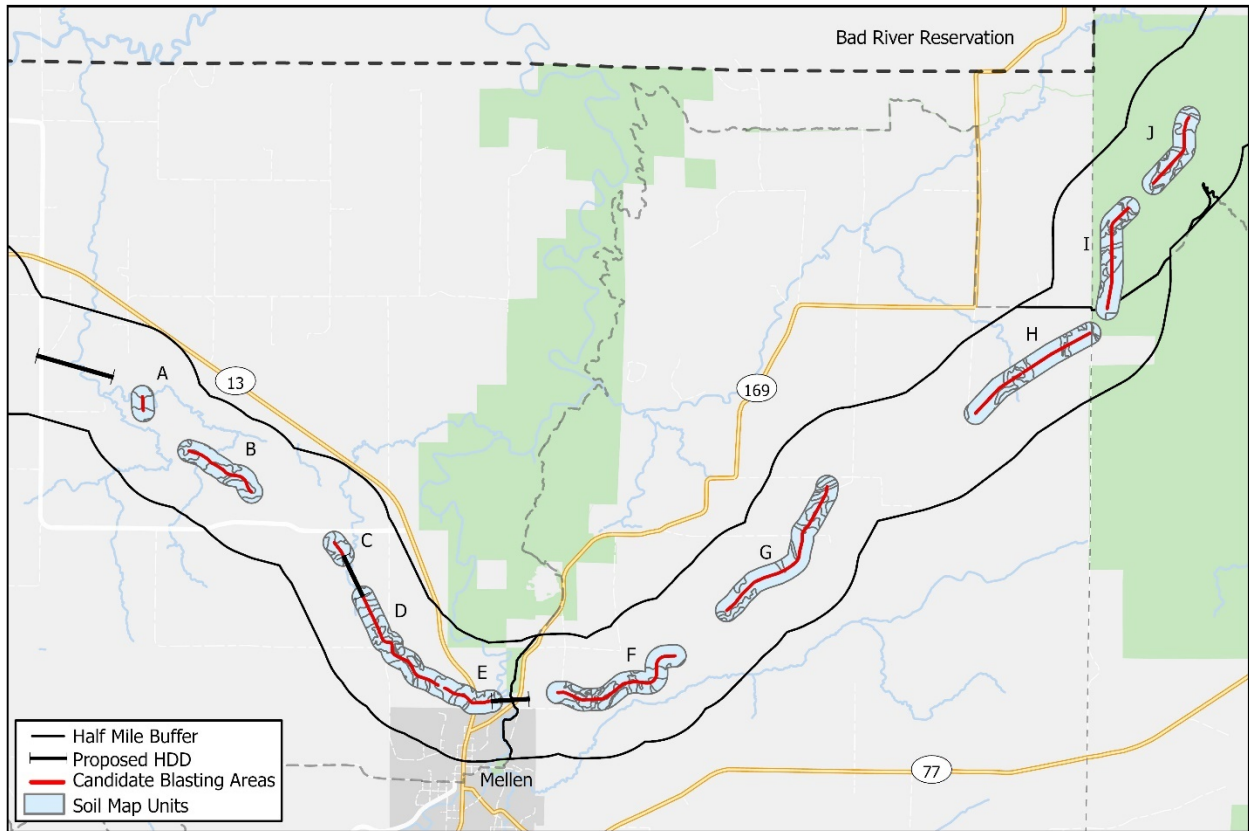 Bad River Reservation
J
I
H
A
13
169
B
G
C
D
F
E
Half Mile Buffer
Proposed HDD
Candidate Blasting Areas
Soil Map Units
Mellen
77